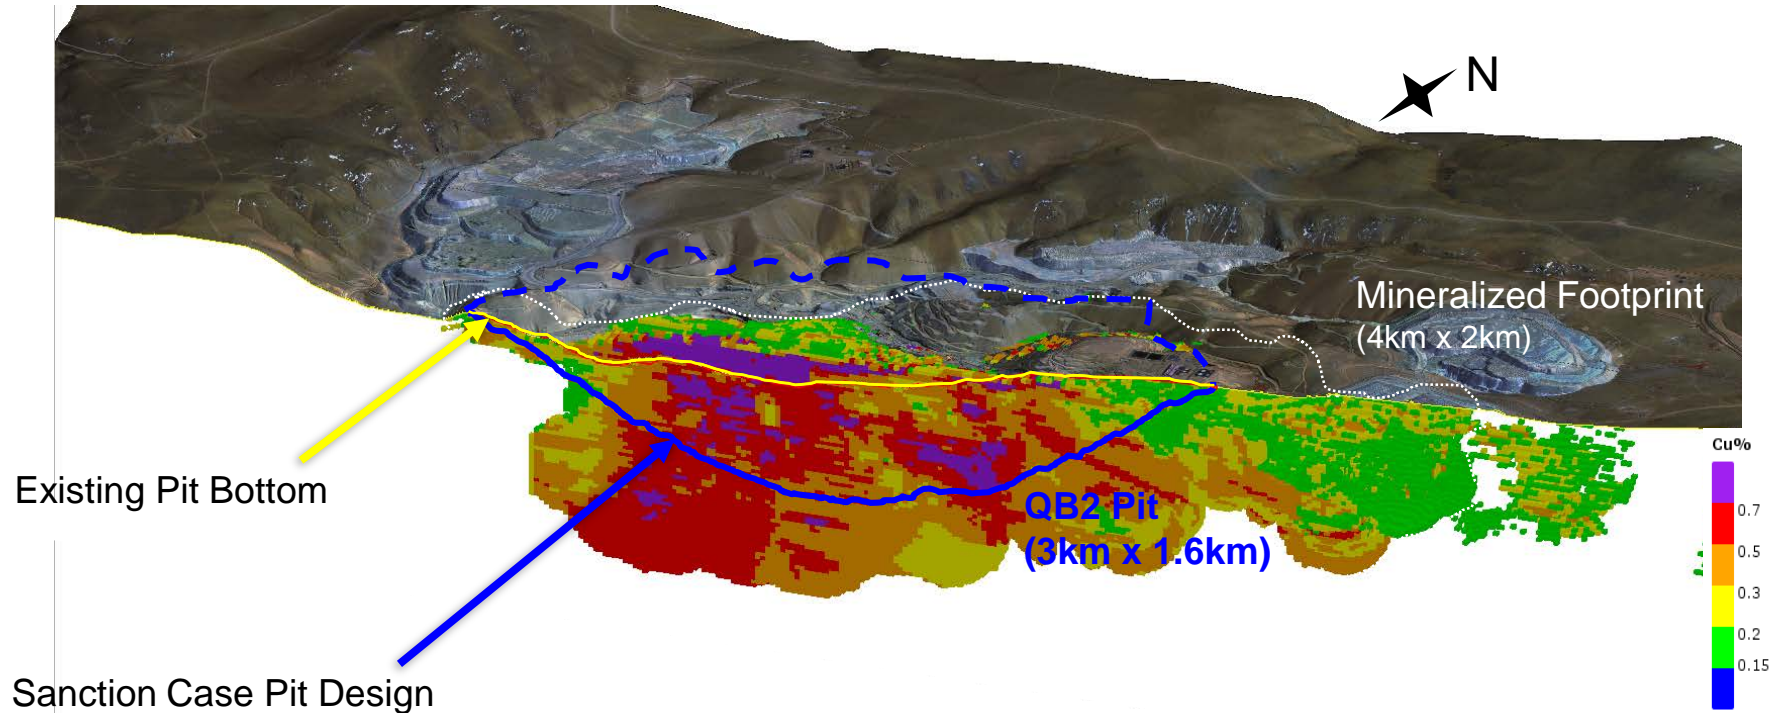 N
Mineralized Footprint
(4km x 2km)
Existing Pit Bottom
QB2 Pit
(3km x 1.6km)
Sanction Case Pit Design
Cu%
0.7
0.5
0.3
0.2
0.15